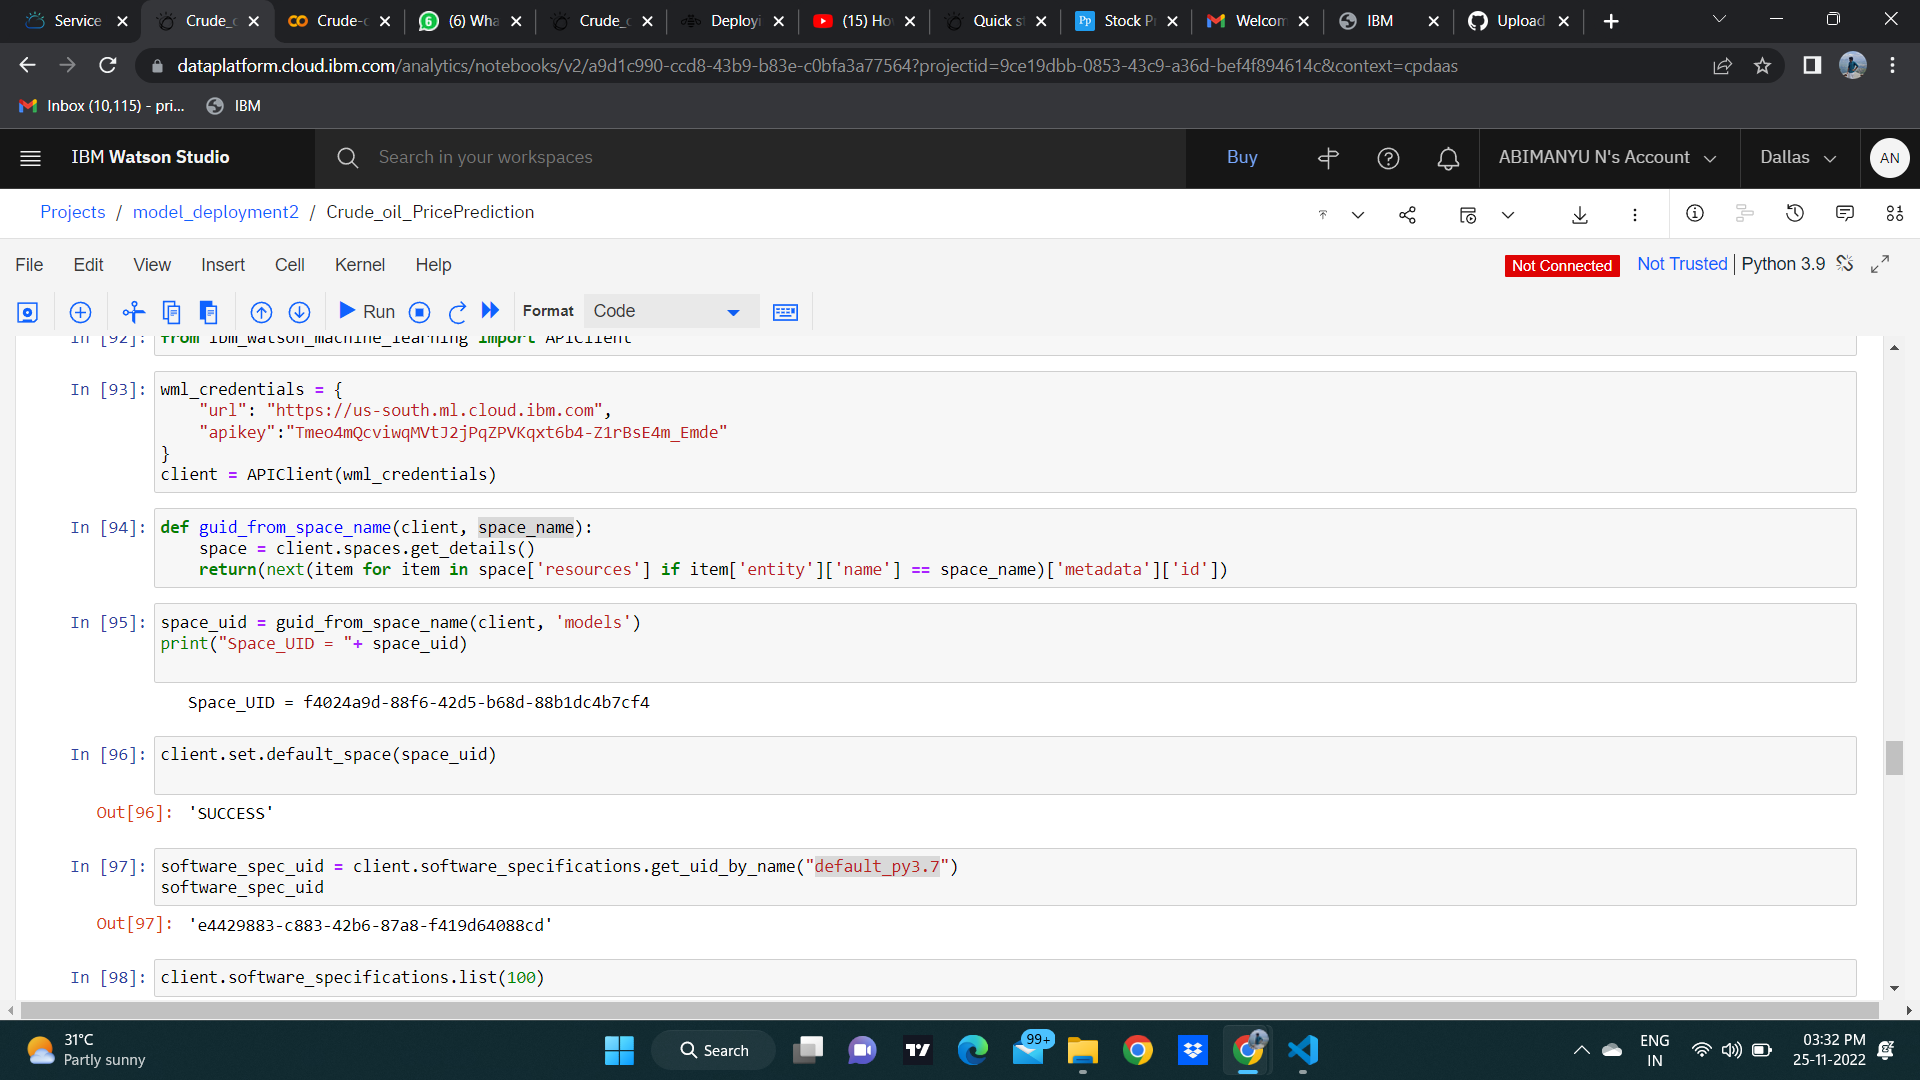 Service
Crude_o
Crude-o
(6) Wha
Crude_o
Deployi
(15) Ho
Quick st
Stock Pr
Welcom
IBM
Upload
dataplatform.cloud.ibm.com/analytics/notebooks/v2/a9d1c990-ccd8-43b9-b83e-c0bfa3a77564?projectid=9ce19dbb-0853-43c9-a36d-bef4f894614c&context=cpdaas
Inbox (10,115) - pri... IBM
IBM Watson Studio
Search in your workspaces
Buy
ABIMANYU N's Account
Dallas
AN
Projects / model_deployment2 / Crude_oil_PricePrediction
File Edit View Insert Cell Kernel Help
Not Connected Not Trusted Python 3.9
Run Format Code
In [92]: from ibm_watson_machine_learning import APIClient
In [93]: wml_credentials = {
"url": "https://us-south.ml.cloud.ibm.com",
"apikey":"Tmeo4mQcviwqMVtJ2jPqZPVKqxt6b4-Z1rBsE4m_Emde"
}
client = APIClient(wml_credentials)
In [94]: def guid_from_space_name(client, space_name):
space = client.spaces.get_details()
return(next(item for item in space['resources'] if item['entity']['name'] == space_name)['metadata']['id'])
In [95]: space_uid = guid_from_space_name(client, 'models')
print("Space_UID = "+ space_uid)
Space_UID = f4024a9d-88f6-42d5-b68d-88b1dc4b7cf4
In [96]: client.set.default_space(space_uid)
Out[96]: 'SUCCESS'
In [97]: software_spec_uid = client.software_specifications.get_uid_by_name("default_py3.7")
software_spec_uid
Out[97]: 'e4429883-c883-42b6-87a8-f419d64088cd'
In [98]: client.software_specifications.list(100)
31°C
Partly sunny
Search
99+
ENG
IN
03:32 PM
25-11-2022